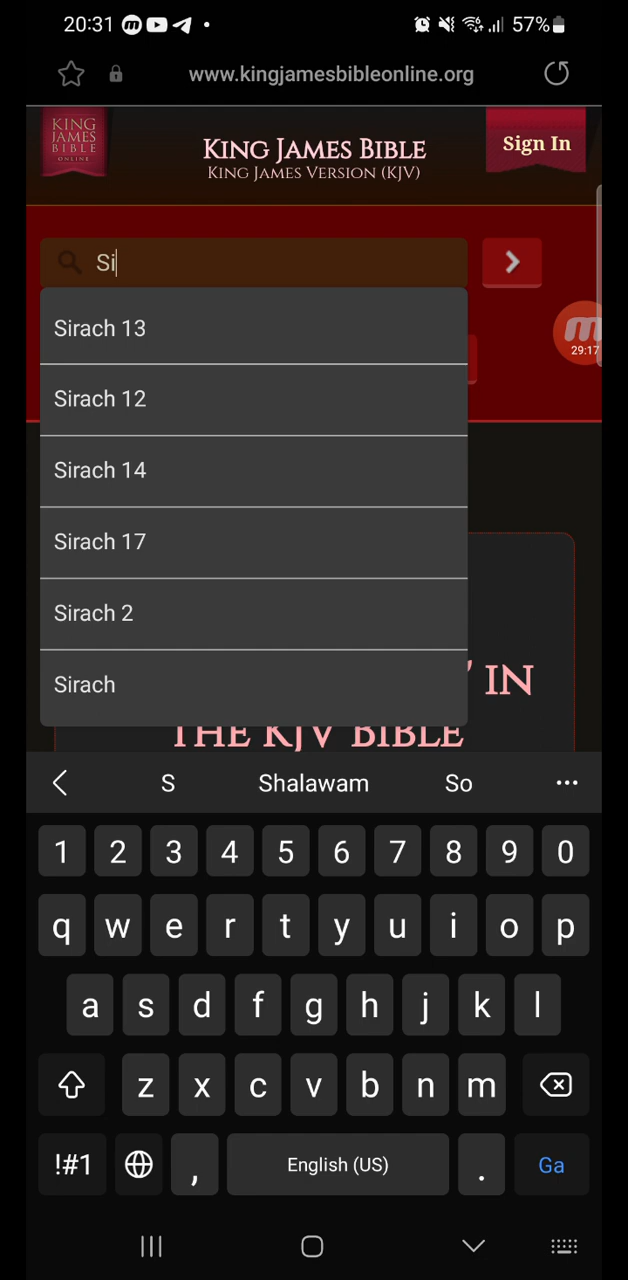 20:31
57%
www.kingjamesbibleonline.org
KING
JAMES
BIBLE
ONLINE
King James Bible
King James Version (KJV)
Sign In
Si
Sirach 13
29:17
Sirach 12
Sirach 14
Sirach 17
Sirach 2
Sirach
' IN
THE KJV BIBLE
S Shalawam So ...
1 2 3 4 5 6 7 8 9 0
q w e r t y u i o p
a s d f g h j k l
z x c v b n m
!#1 , English (US) . Ga